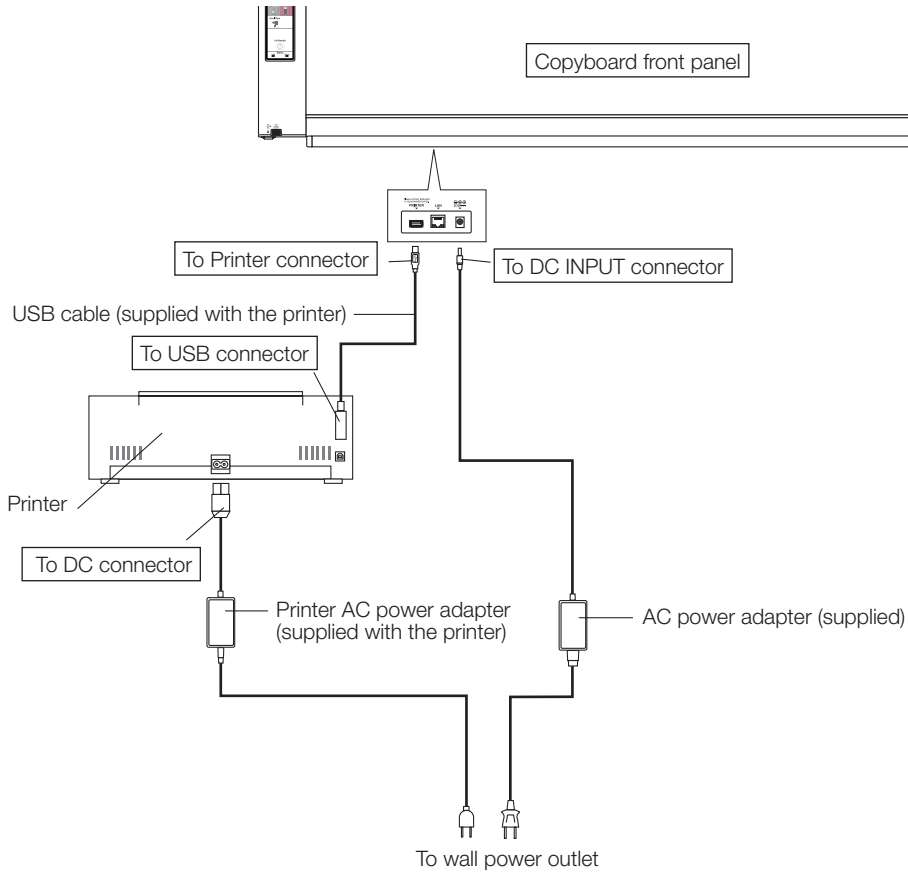 Copyboard front panel
PRINTER
LAN
To Printer connector
To DC INPUT connector
USB cable (supplied with the printer)
To USB connector
Printer
To DC connector
Printer AC power adapter
(supplied with the printer)
AC power adapter (supplied)
To wall power outlet